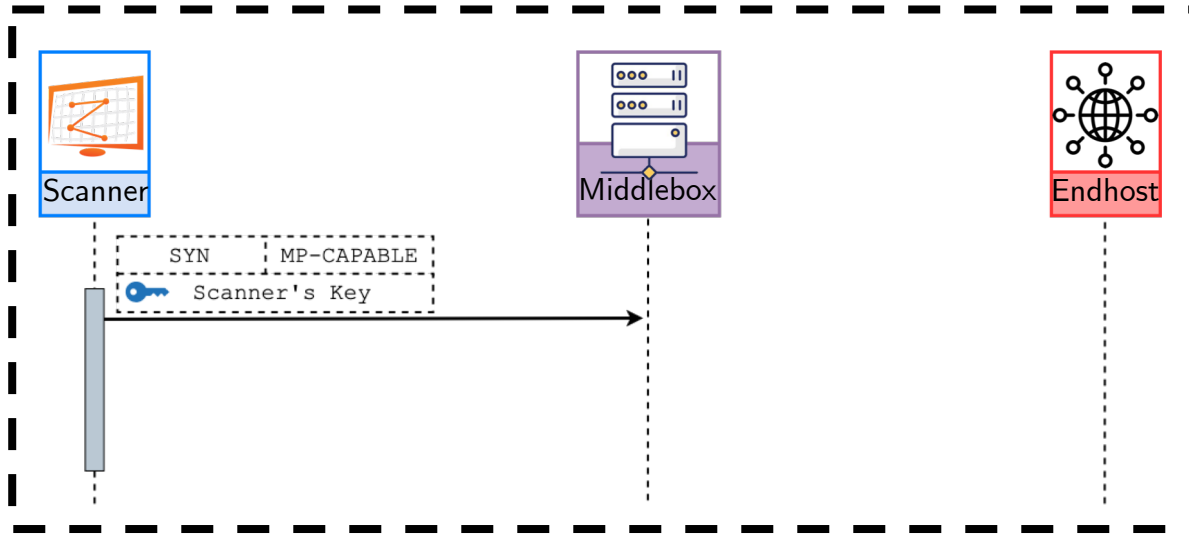 Scanner
Middlebox
Endhost
SYN
MP-CAPABLE
Scanner's Key